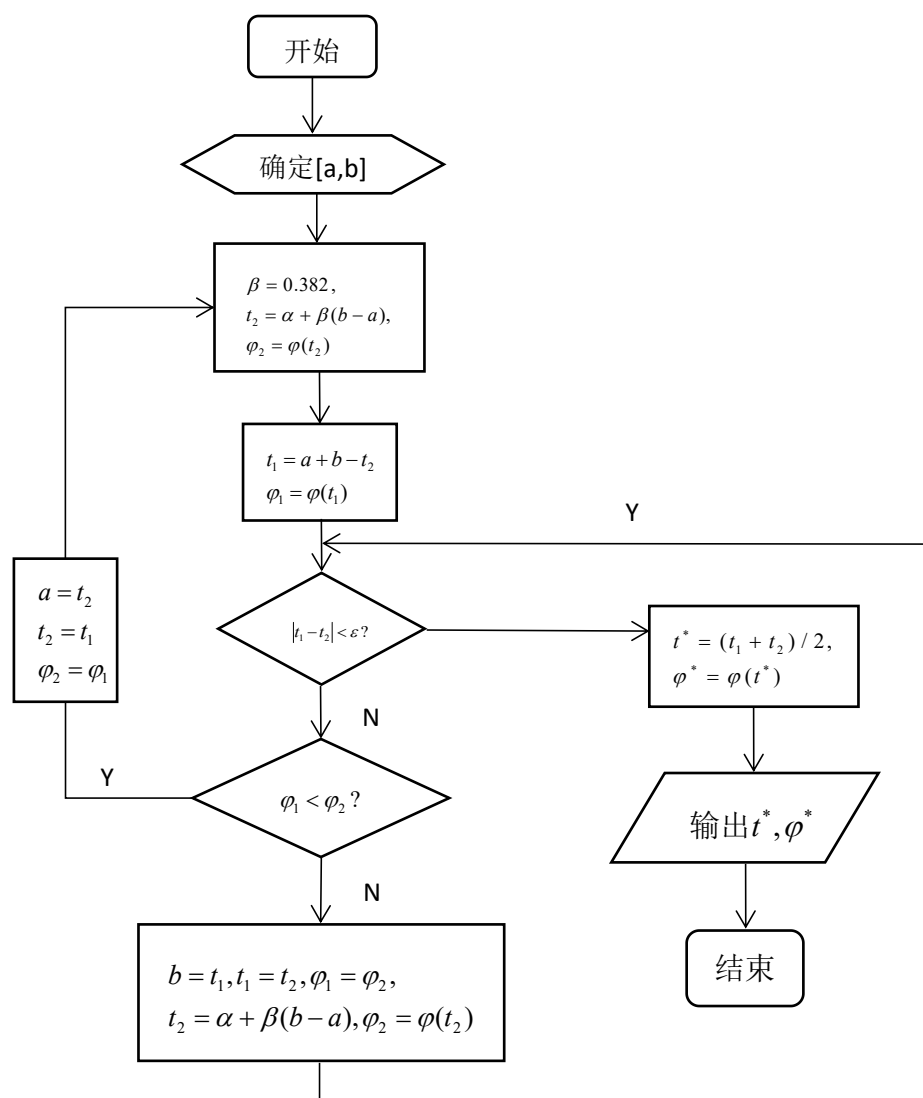 开始
确定[a,b]
β = 0.382,
t₂ = α + β(b − a),
φ₂ = φ(t₂)
t₁ = a + b − t₂
φ₁ = φ(t₁)
Y
a = t₂
t₂ = t₁
φ₂ = φ₁
|t₁ − t₂| < ε ?
t* = (t₁ + t₂) / 2,
φ* = φ(t*)
N
Y
φ₁ < φ₂ ?
输出t*,φ*
N
b = t₁,t₁ = t₂,φ₁ = φ₂,
t₂ = α + β(b − a),φ₂ = φ(t₂)
结束